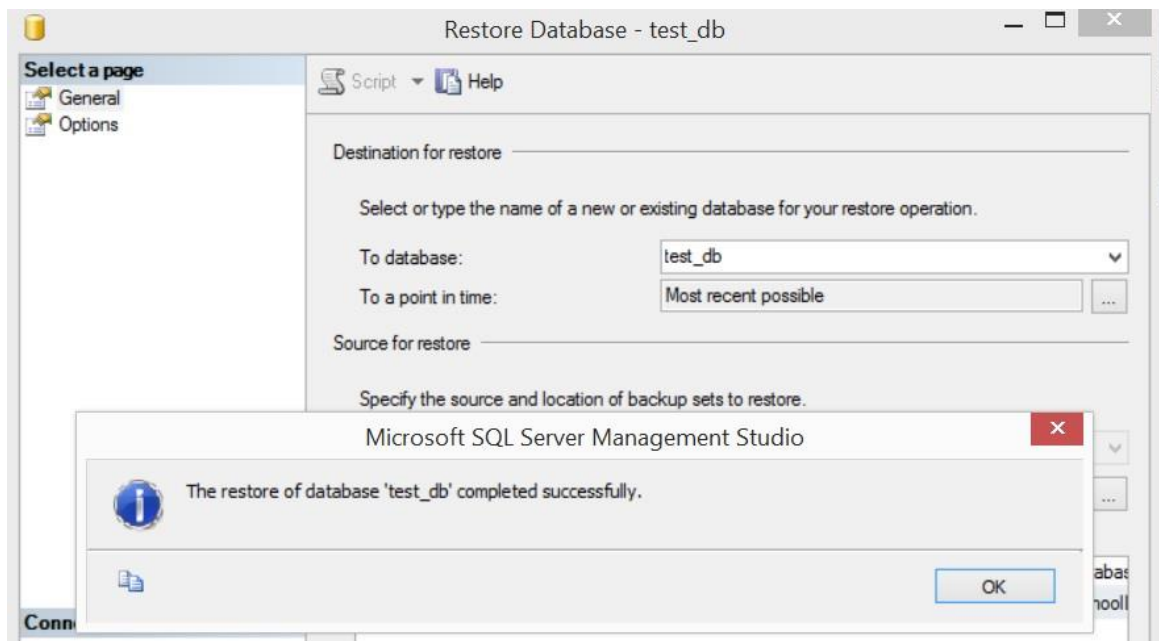 Restore Database - test_db
Select a page
General
Options
Script
Help
Destination for restore
Select or type the name of a new or existing database for your restore operation.
To database:
test_db
To a point in time:
Most recent possible
...
Source for restore
Specify the source and location of backup sets to restore.
Microsoft SQL Server Management Studio
The restore of database 'test_db' completed successfully.
...
OK